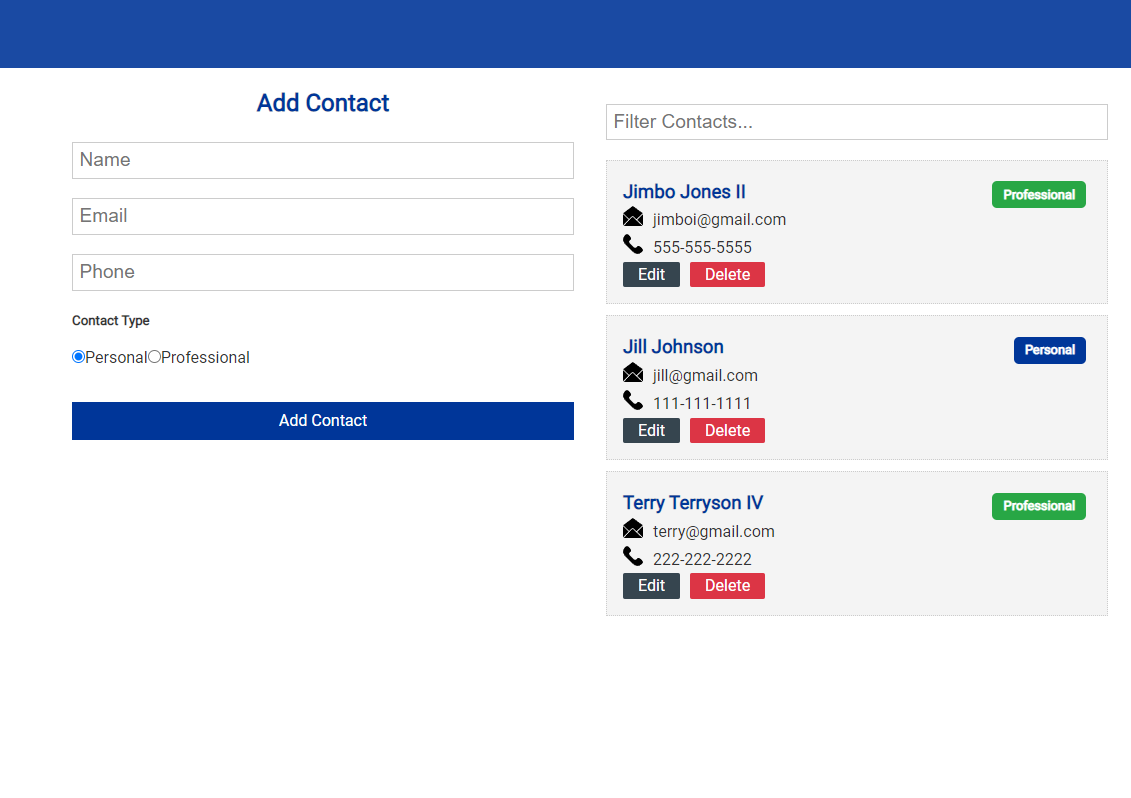 Add Contact
Name
Email
Phone
Contact Type
Personal Professional
Add Contact
Filter Contacts...
Jimbo Jones II Professional
jimboi@gmail.com
555-555-5555
Edit Delete
Jill Johnson Personal
jill@gmail.com
111-111-1111
Edit Delete
Terry Terryson IV Professional
terry@gmail.com
222-222-2222
Edit Delete